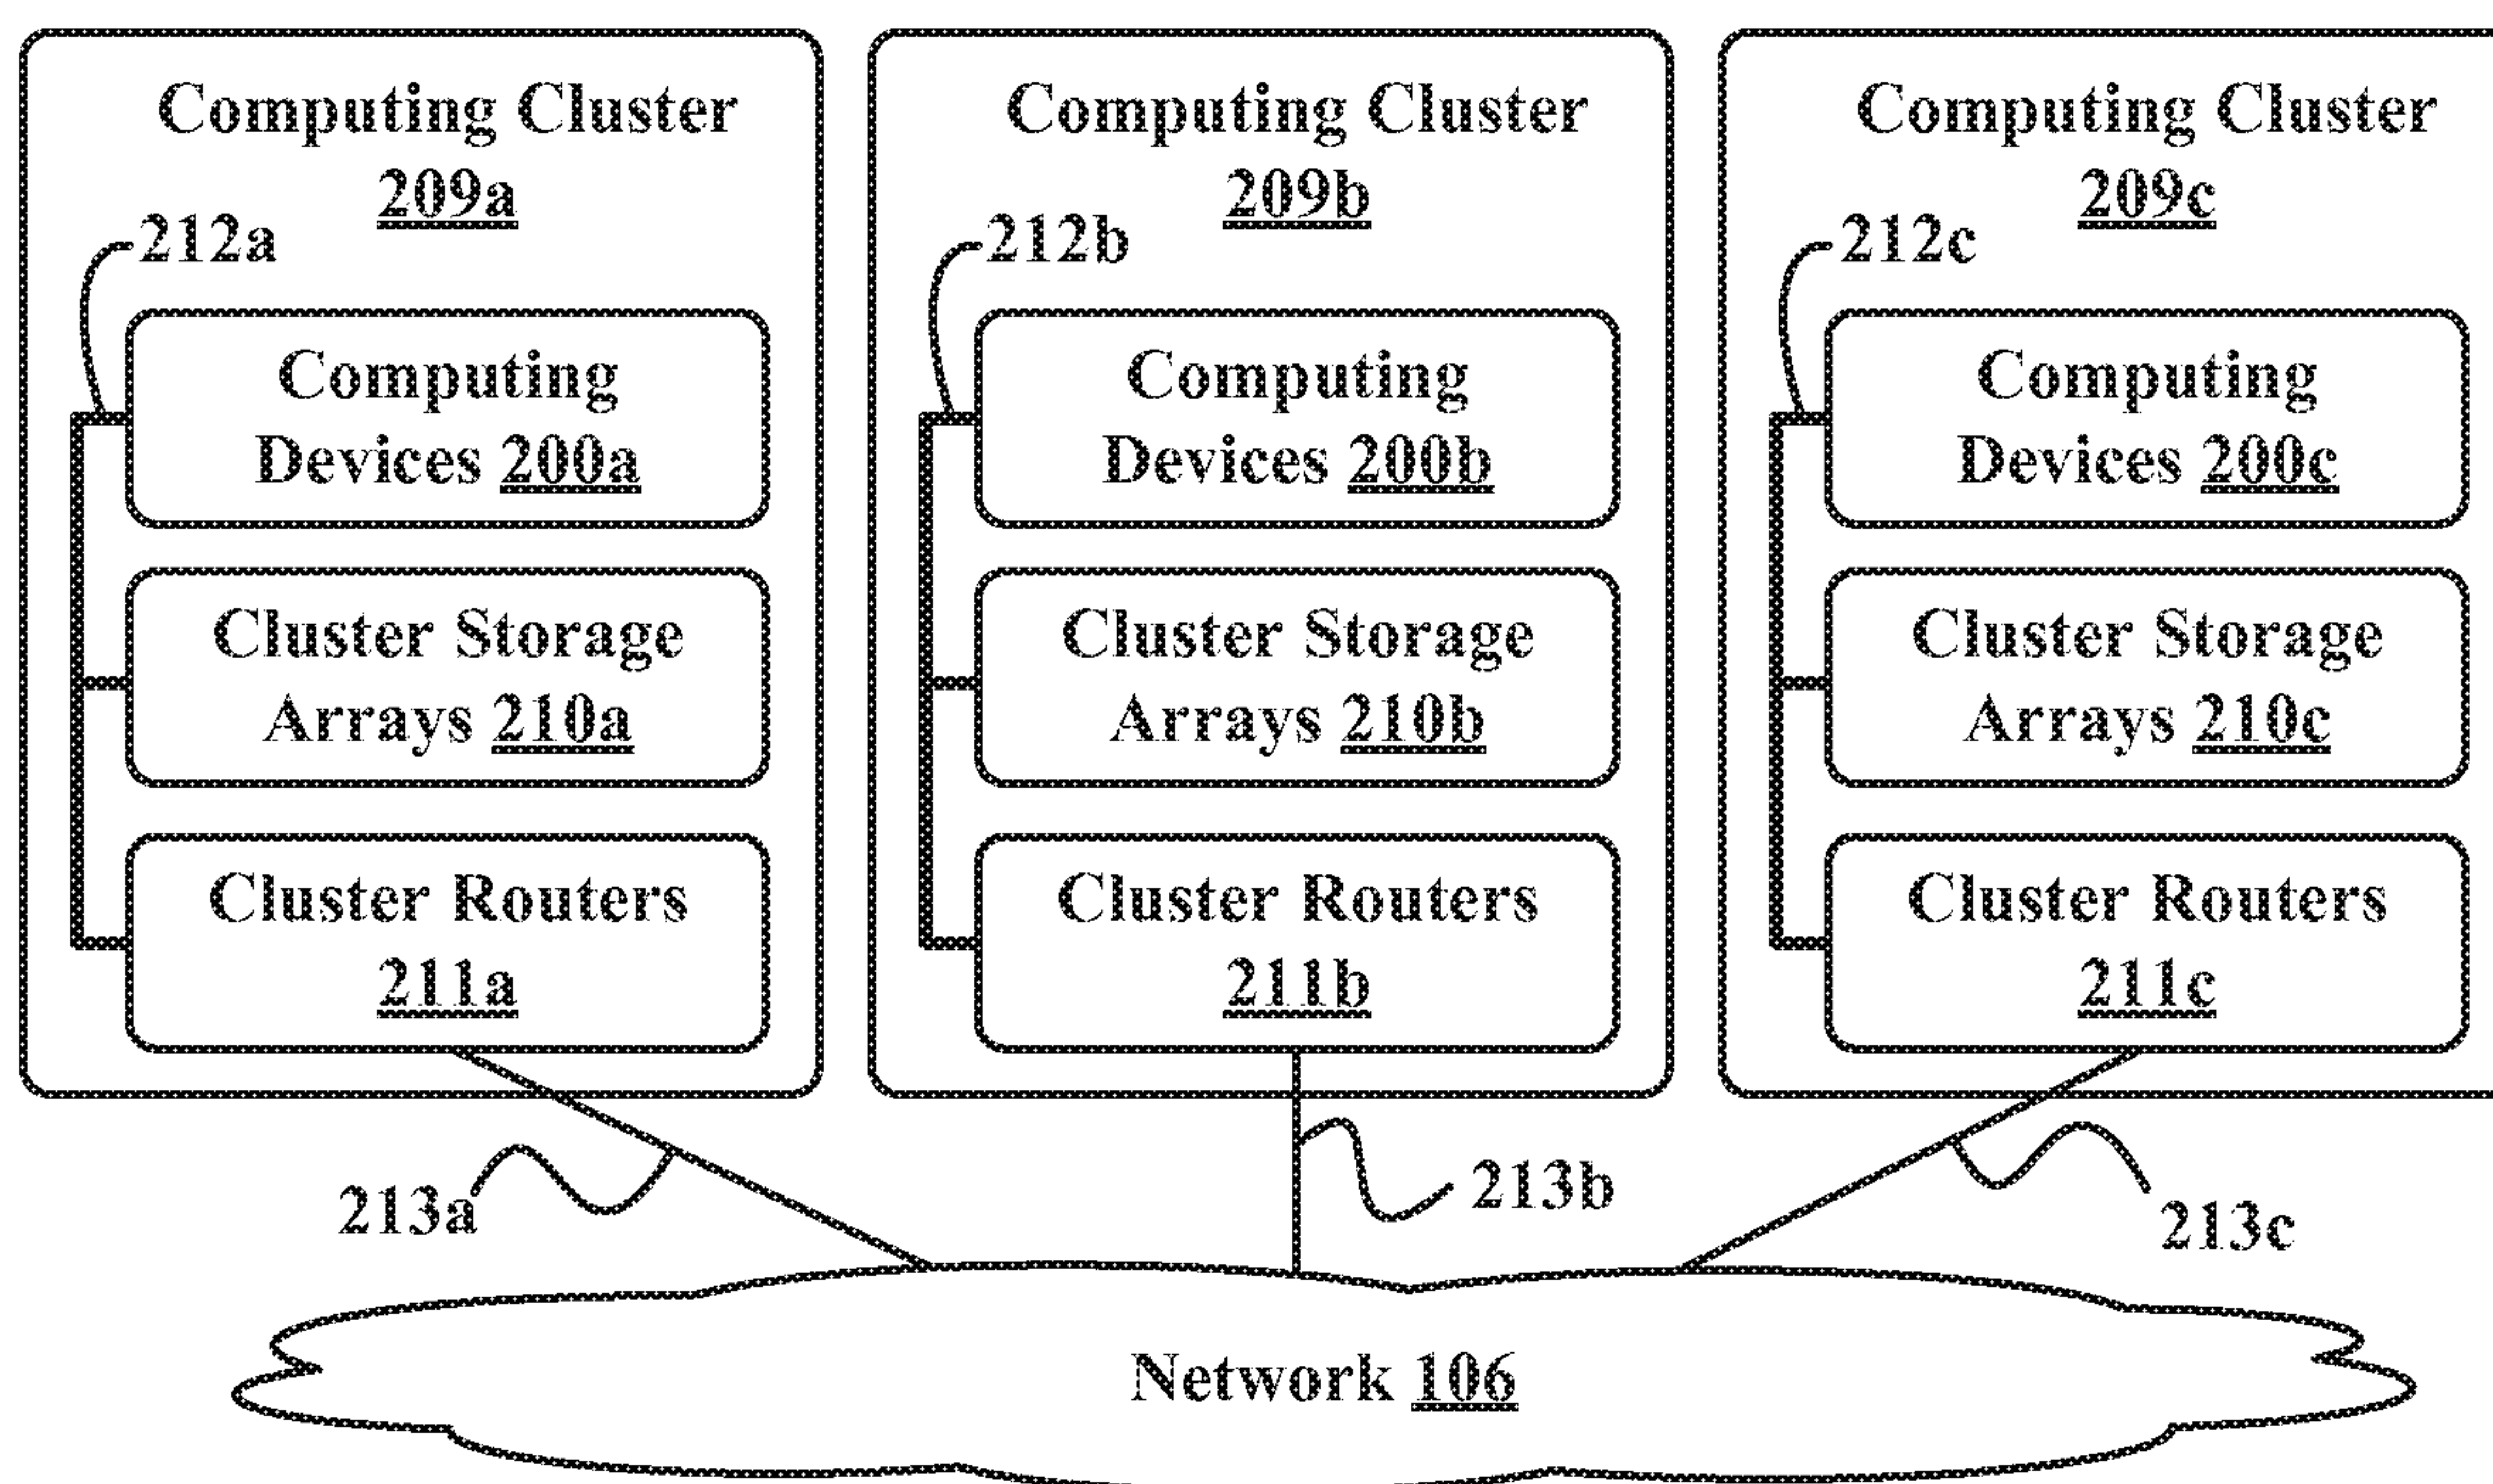 Computing Cluster
209a
212a
Computing
Devices 200a
Cluster Storage
Arrays 210a
Cluster Routers
211a
213a
Computing Cluster
209b
212b
Computing
Devices 200b
Cluster Storage
Arrays 210b
Cluster Routers
211b
213b
Computing Cluster
209c
212c
Computing
Devices 200c
Cluster Storage
Arrays 210c
Cluster Routers
211c
213c
Network 106